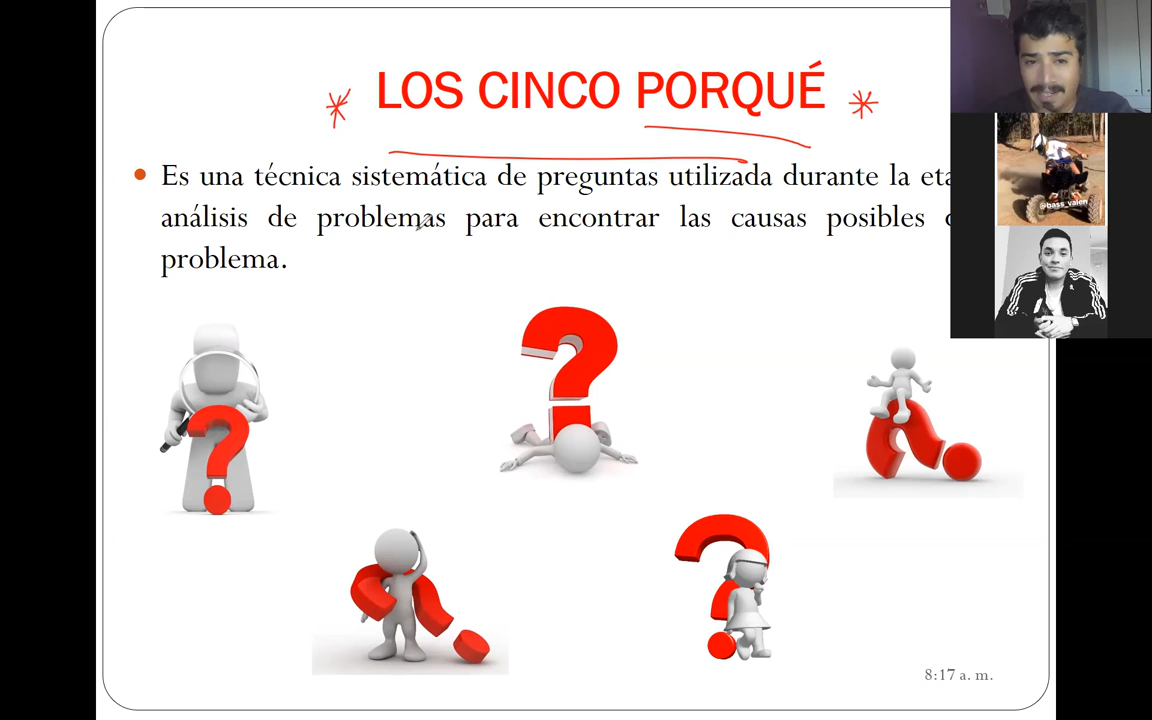 LOS CINCO PORQUÉ
Es una técnica sistemática de preguntas utilizada durante la
análisis de problemas para encontrar las causas posibles
problema.
@bass_valen
8:17 a. m.